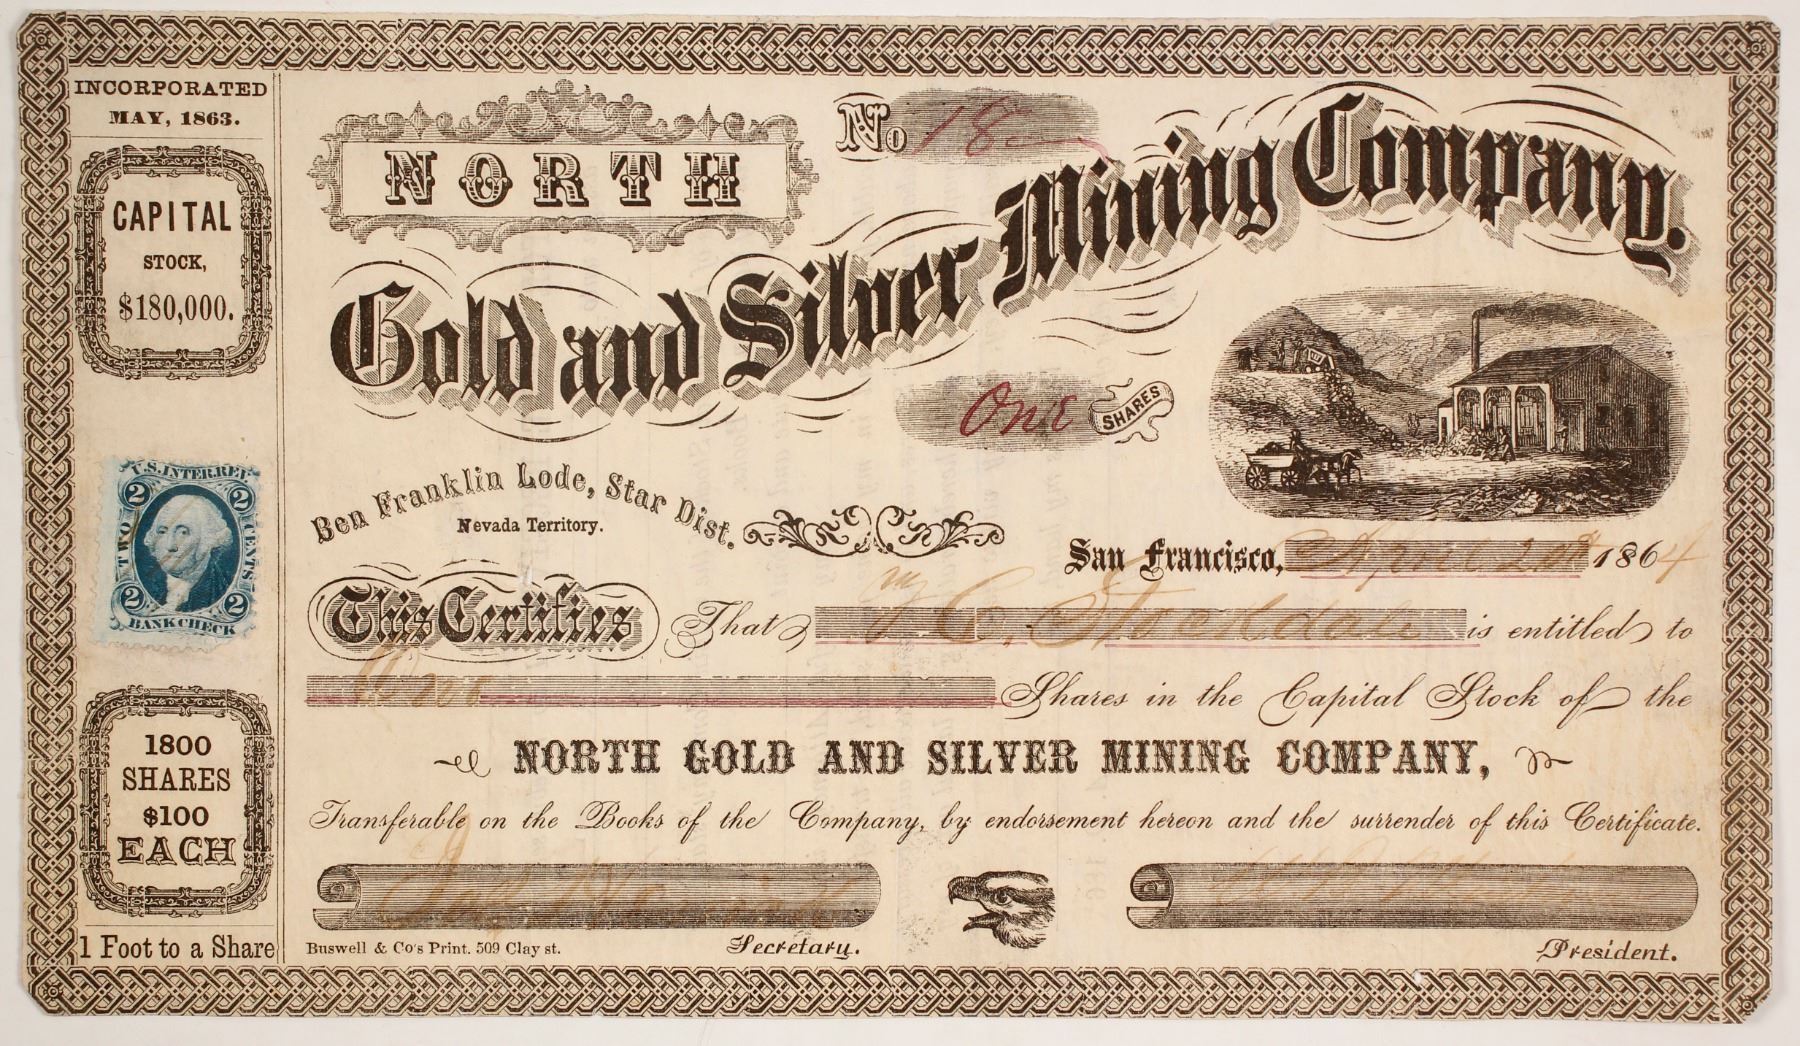 INCORPORATED
MAY, 1863.
CAPITAL
STOCK,
$180,000.
U.S. INTER. REV.
2 2
TWO CENTS
2 2
BANK CHECK
1800
SHARES
$100
EACH
1 Foot to a Share
NORTH
No 18
Gold and Silver Mining Company.
One SHARES
Ben Franklin Lode, Star Dist.
Nevada Territory.
San Francisco, April 20th 1864
This Certifies That C. Stockdale is entitled to
One Shares in the Capital Stock of the
NORTH GOLD AND SILVER MINING COMPANY,
Transferable on the Books of the Company, by endorsement hereon and the surrender of this Certificate.
Buswell & Co's Print. 509 Clay st.
Secretary.
President.